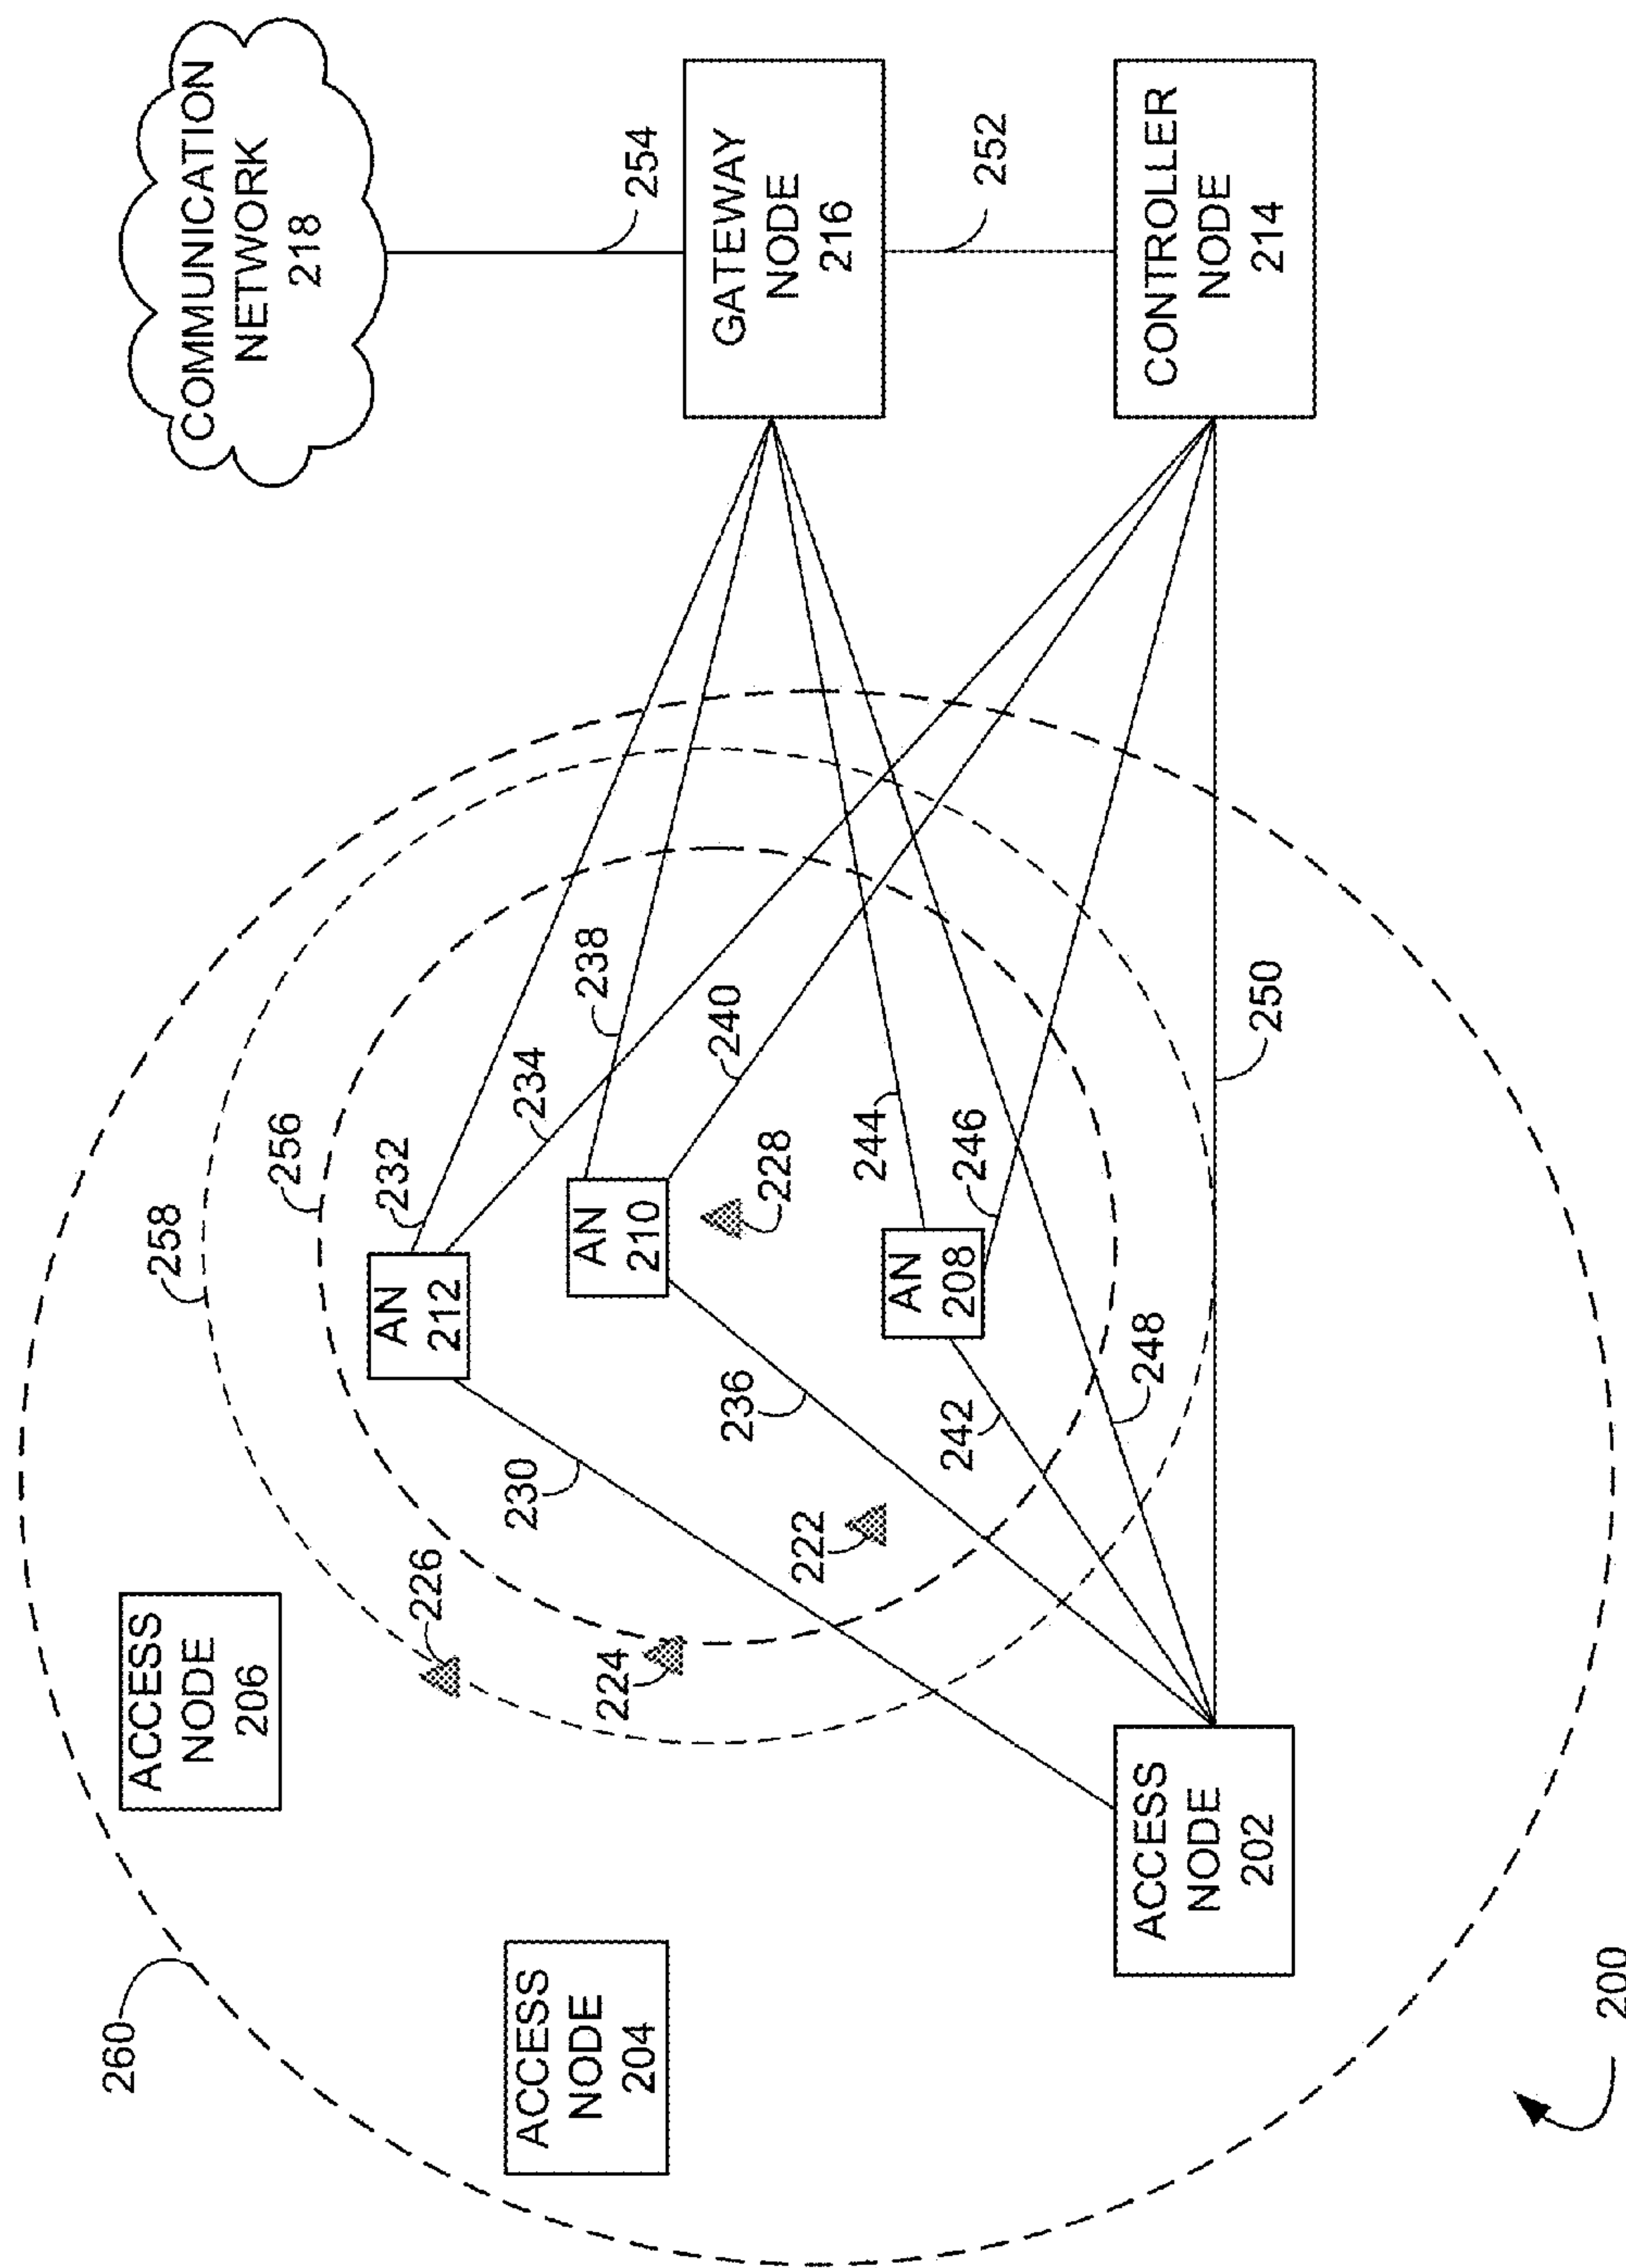 COMMUNICATION
NETWORK
218
254
GATEWAY
NODE
216
252
CONTROLLER
NODE
214
260
258
256
ACCESS
NODE
206
226
224
222
228
ACCESS
NODE
204
ACCESS
NODE
202
AN
212
AN
210
AN
208
230
232
234
236
238
240
242
244
246
248
250
200